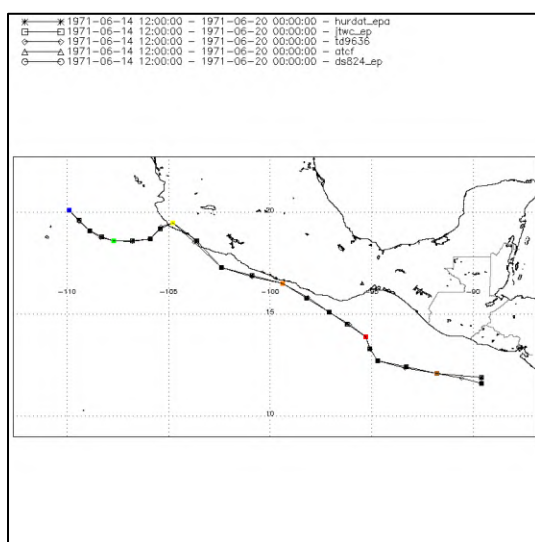 1971-06-14 12:00:00 - 1971-06-20 00:00:00 - hurdat_epa
1971-06-14 12:00:00 - 1971-06-20 00:00:00 - jtwc_ep
1971-06-14 12:00:00 - 1971-06-20 00:00:00 - td9636
1971-06-14 12:00:00 - 1971-06-20 00:00:00 - atcf
1971-06-14 12:00:00 - 1971-06-20 00:00:00 - ds824_ep
20
-110
-105
-100
-95
-90
15
10